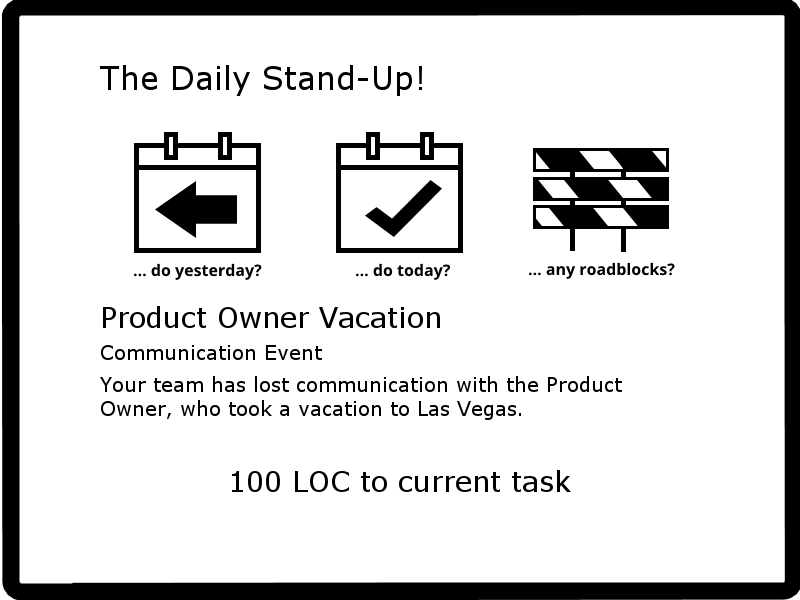 The Daily Stand-Up!
... do yesterday?
... do today?
... any roadblocks?
Product Owner Vacation
Communication Event
Your team has lost communication with the Product
Owner, who took a vacation to Las Vegas.
100 LOC to current task